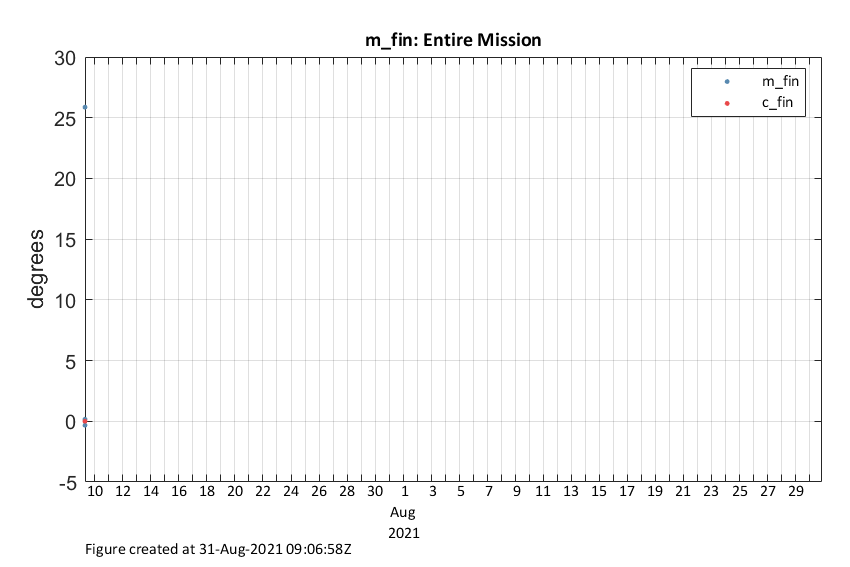 m_fin: Entire Mission
30
25
20
15
10
5
0
-5
degrees
m_fin
c_fin
10 12 14 16 18 20 22 24 26 28 30 1 3 5 7 9 11 13 15 17 19 21 23 25 27 29
Aug
2021
Figure created at 31-Aug-2021 09:06:58Z